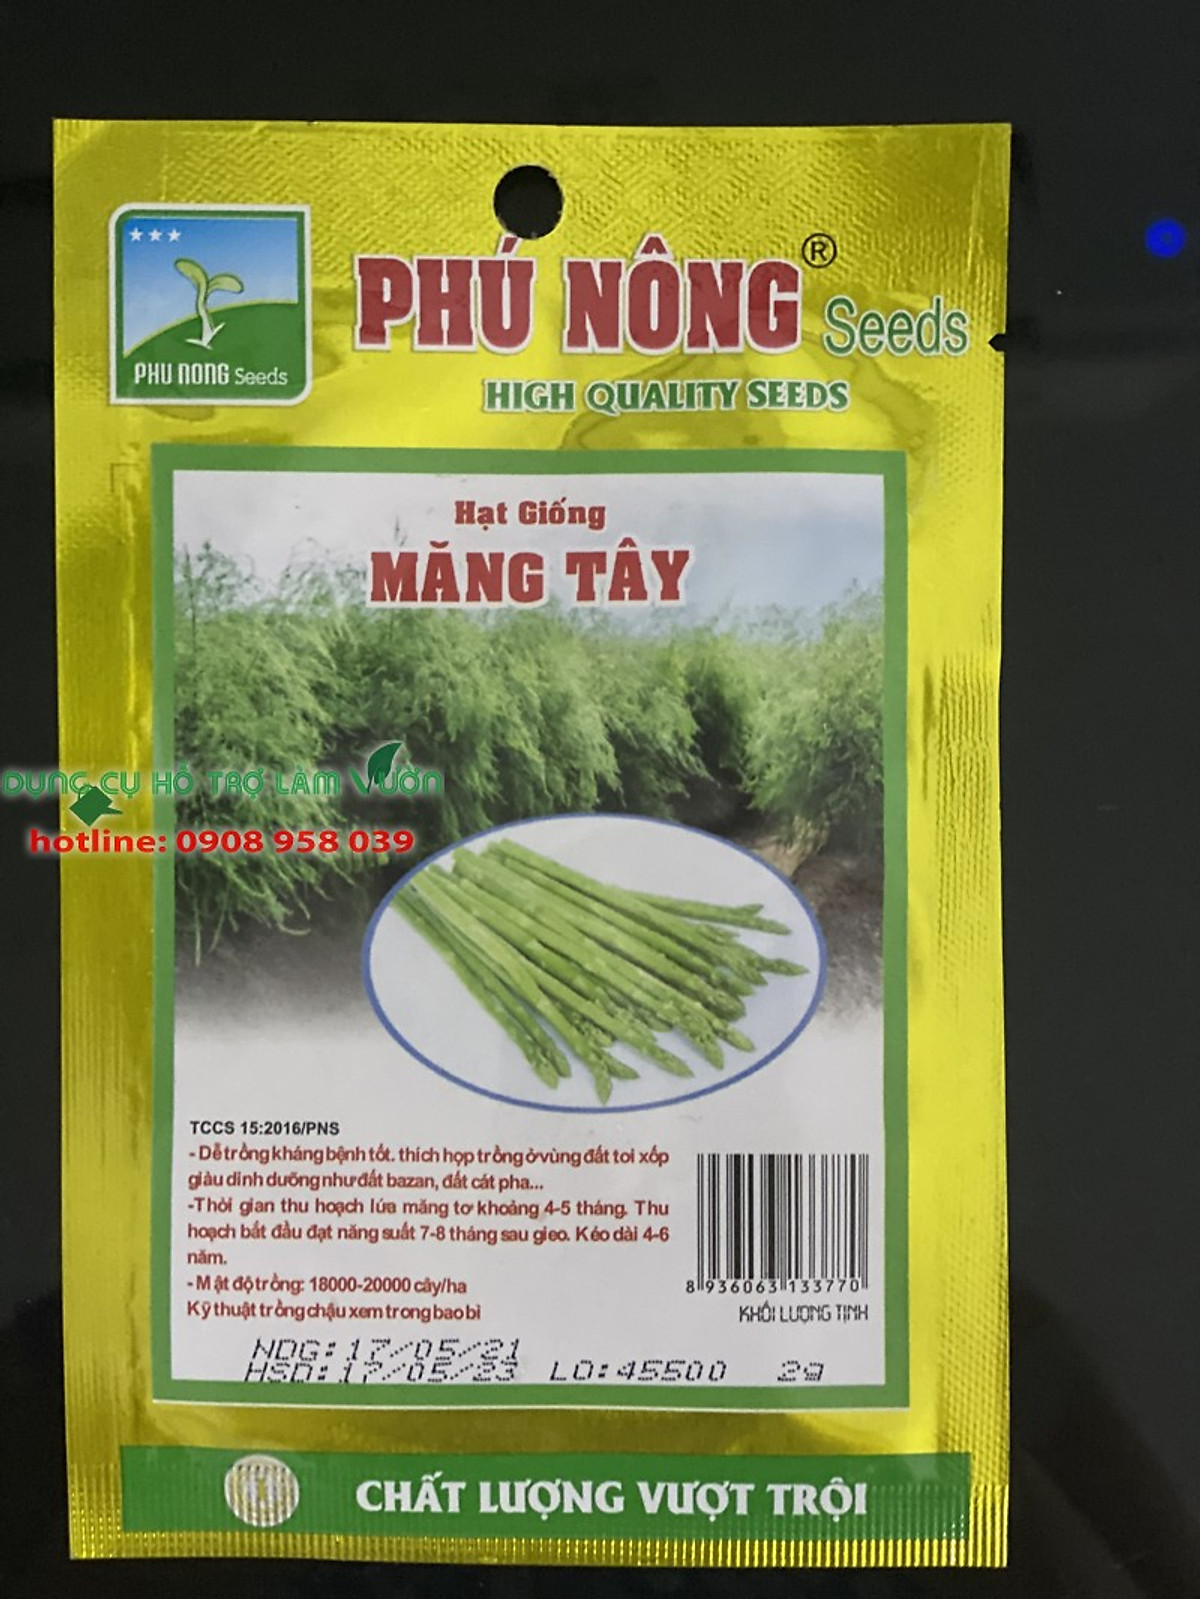 PHÚ NÔNG® Seeds
PHU NONG Seeds
HIGH QUALITY SEEDS
Hạt Giống
MĂNG TÂY
DỤNG CỤ HỖ TRỢ LÀM VƯỜN
hotline: 0908 958 039
TCCS 15:2016/PNS
- Dễ trồng kháng bệnh tốt. thích họp trồng ở vùng đất toi xốp
giàu dinh duõng như đất bazan, đất cát pha...
-Thời gian thu hoạch lứa măng tơ khoảng 4-5 tháng. Thu
hoạch bắt đầu đạt năng suất 7-8 tháng sau gieo. Kéo dài 4-6
năm.
- Mật độ trồng: 18000-20000 cây/ha
Kỹ thuật trồng chậu xem trong bao bì
8 936063 133770
KHỐI LƯỢNG TỊNH
NDG:17/05/21
HSD:17/05/23 LO:45500 2g
CHẤT LƯỢNG VƯỢT TRỘI